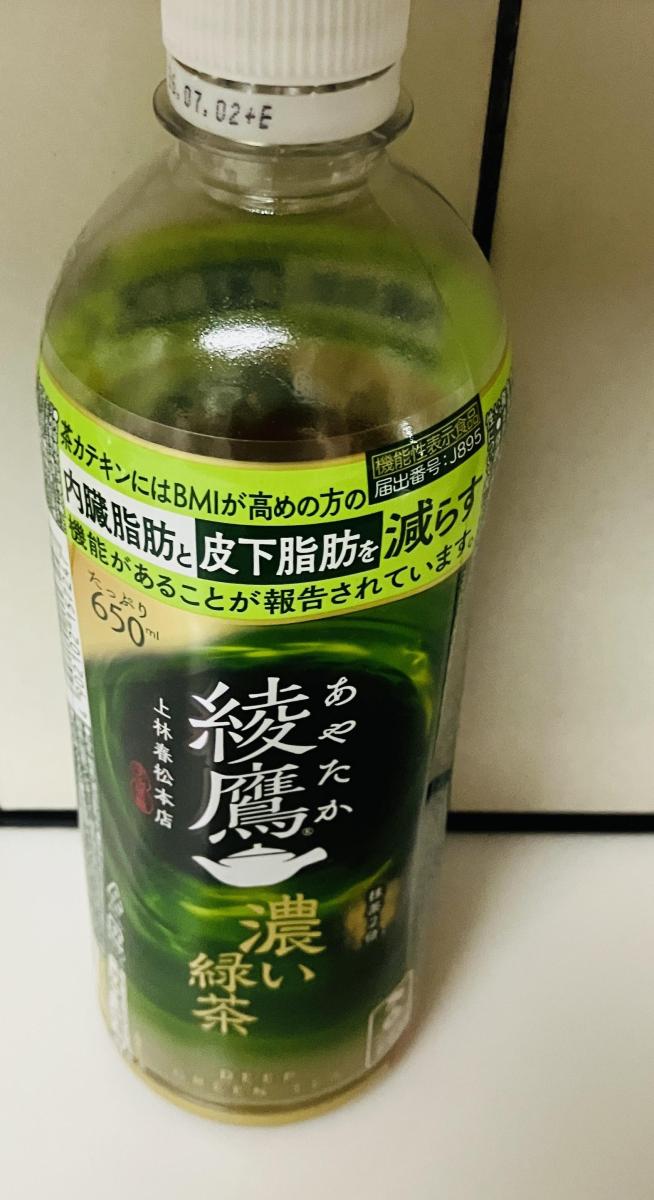 .07.02+E
機能性表示食品
届出番号:J895
茶カテキンにはBMIが高めの方の
内臓脂肪と皮下脂肪を減らす
機能があることが報告されています。
たっぷり
650ml
あやたか
綾鷹®
上林春松本店
濃い
緑茶
DEEP
GREEN TEA